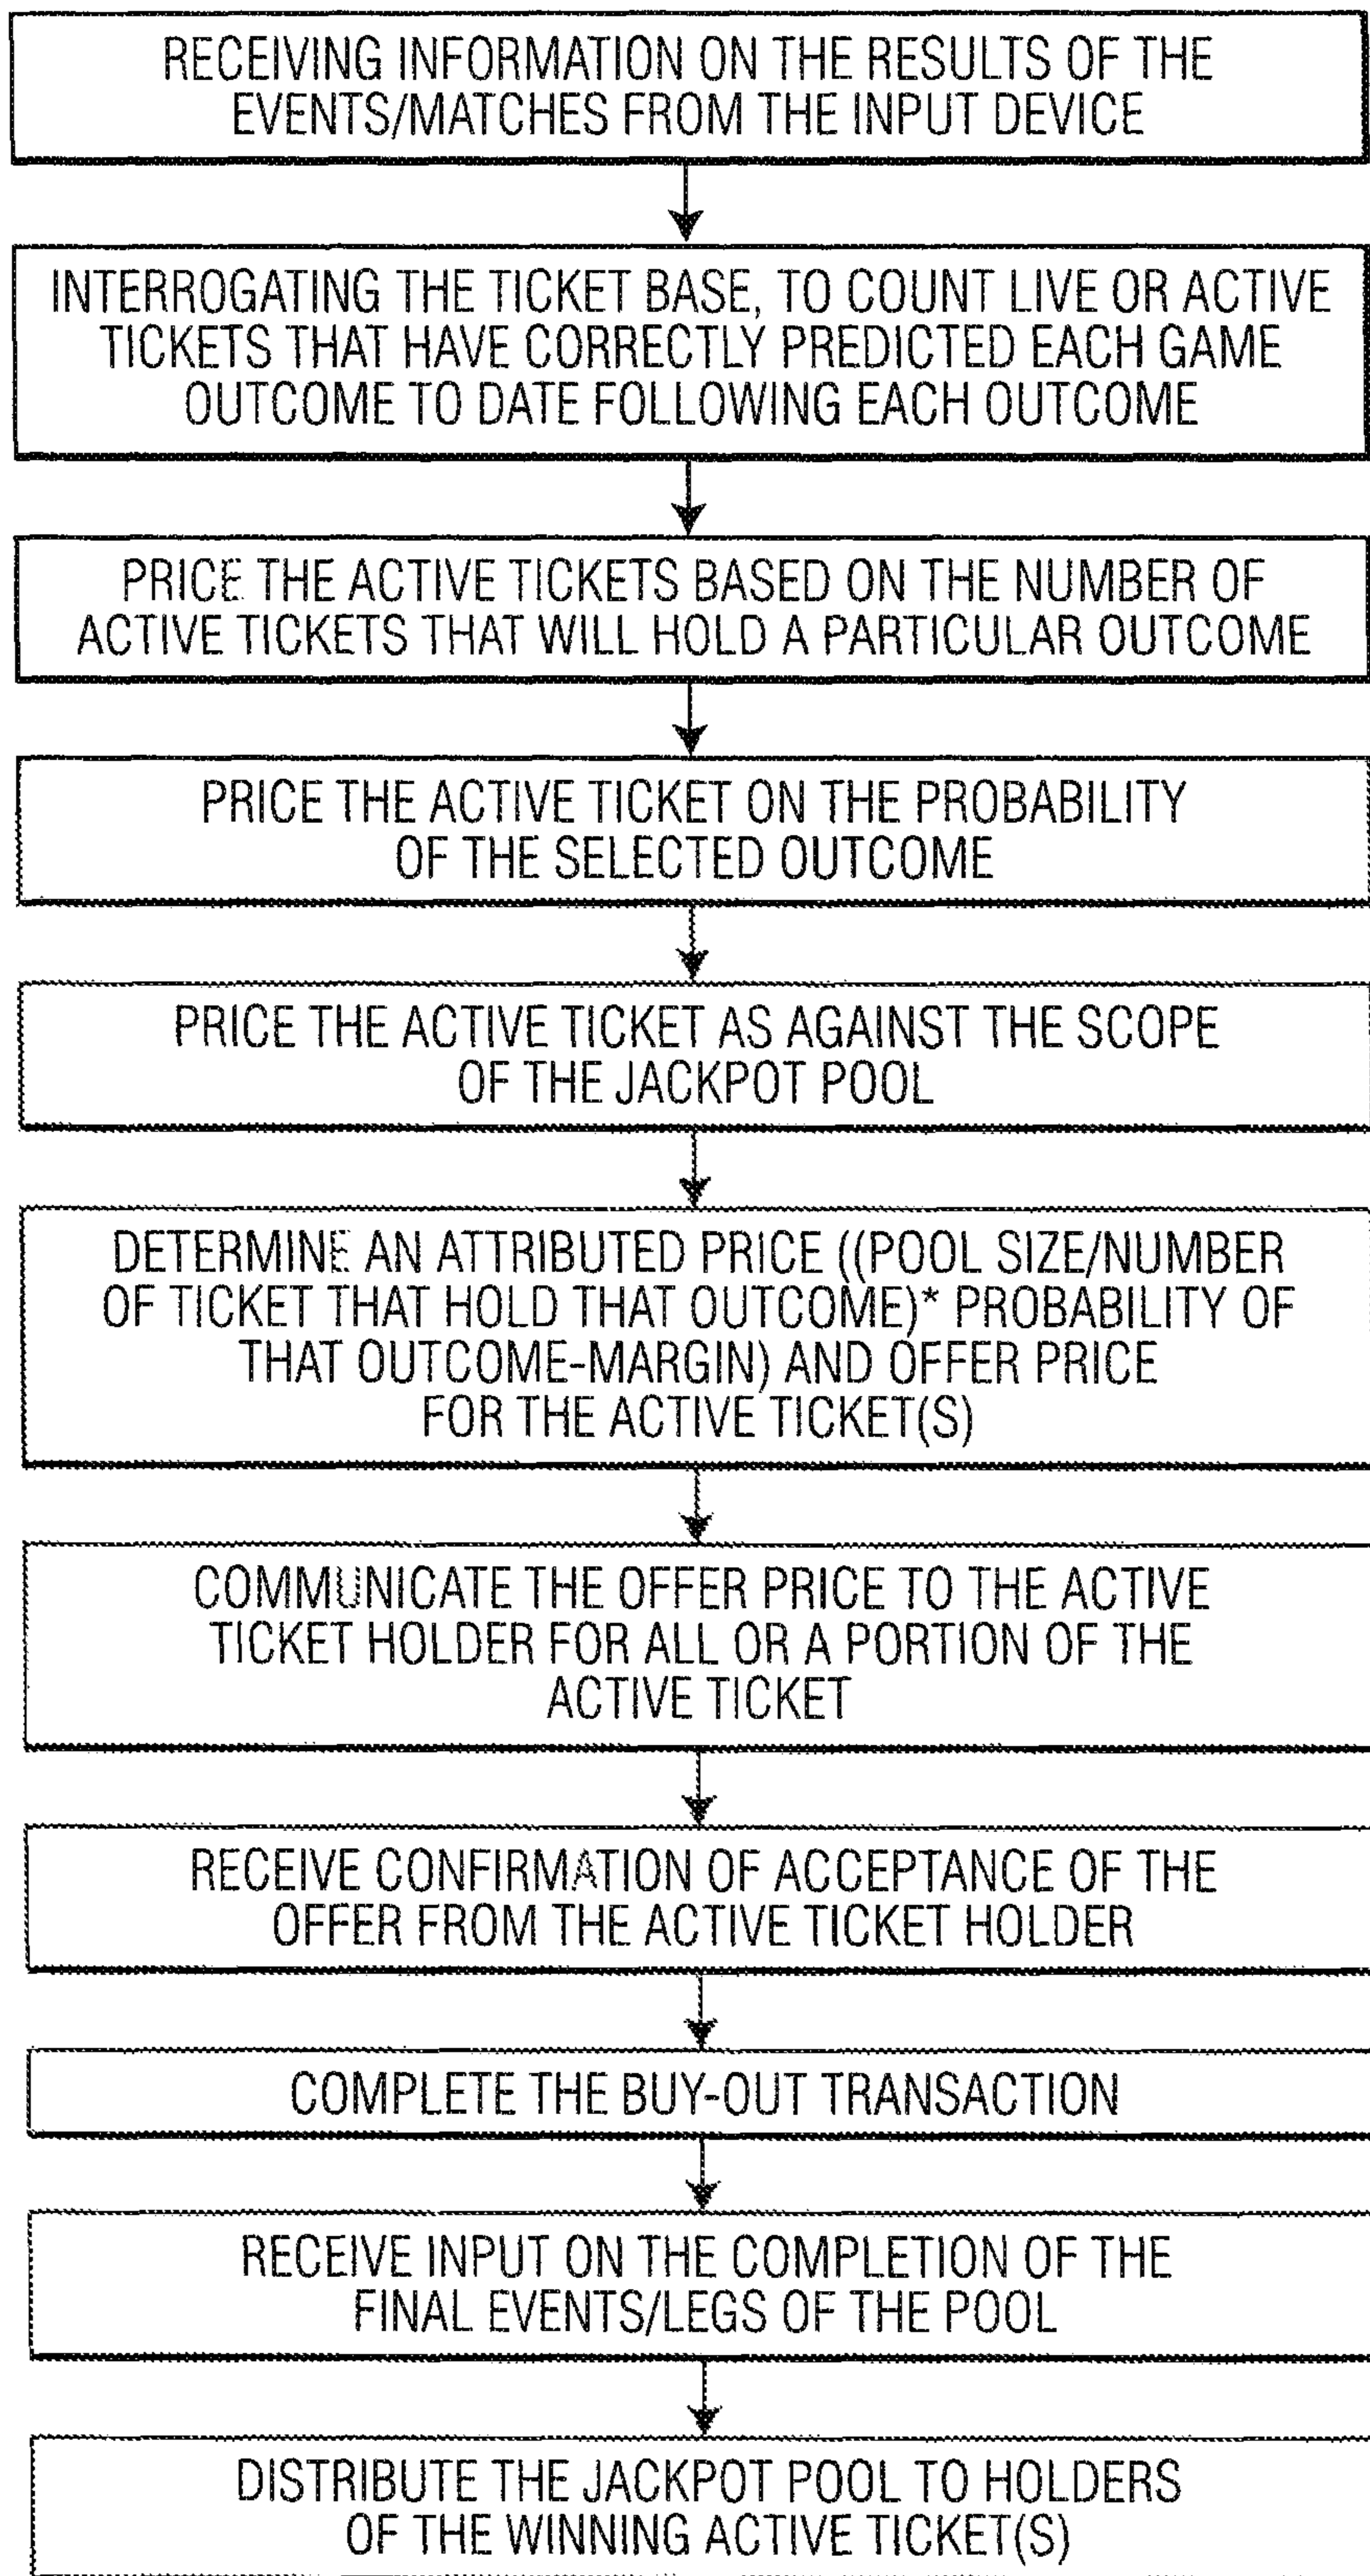 RECEIVING INFORMATION ON THE RESULTS OF THE
EVENTS/MATCHES FROM THE INPUT DEVICE
INTERROGATING THE TICKET BASE, TO COUNT LIVE OR ACTIVE
TICKETS THAT HAVE CORRECTLY PREDICTED EACH GAME
OUTCOME TO DATE FOLLOWING EACH OUTCOME
PRICE THE ACTIVE TICKETS BASED ON THE NUMBER OF
ACTIVE TICKETS THAT WILL HOLD A PARTICULAR OUTCOME
PRICE THE ACTIVE TICKET ON THE PROBABILITY
OF THE SELECTED OUTCOME
PRICE THE ACTIVE TICKET AS AGAINST THE SCOPE
OF THE JACKPOT POOL
DETERMINE AN ATTRIBUTED PRICE ((POOL SIZE/NUMBER
OF TICKET THAT HOLD THAT OUTCOME)* PROBABILITY OF
THAT OUTCOME-MARGIN) AND OFFER PRICE
FOR THE ACTIVE TICKET(S)
COMMUNICATE THE OFFER PRICE TO THE ACTIVE
TICKET HOLDER FOR ALL OR A PORTION OF THE
ACTIVE TICKET
RECEIVE CONFIRMATION OF ACCEPTANCE OF THE
OFFER FROM THE ACTIVE TICKET HOLDER
COMPLETE THE BUY-OUT TRANSACTION
RECEIVE INPUT ON THE COMPLETION OF THE
FINAL EVENTS/LEGS OF THE POOL
DISTRIBUTE THE JACKPOT POOL TO HOLDERS
OF THE WINNING ACTIVE TICKET(S)